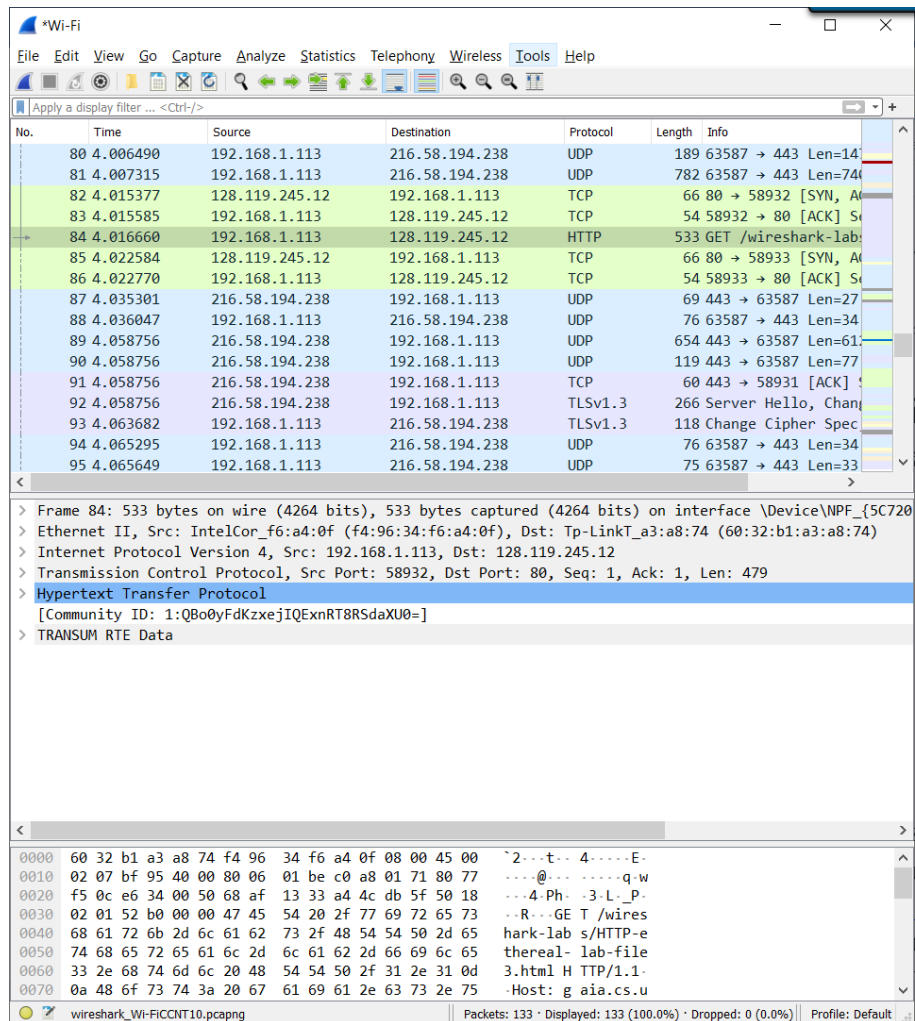 *Wi-Fi
File Edit View Go Capture Analyze Statistics Telephony Wireless Tools Help
Apply a display filter ... <Ctrl-/>
No. Time Source Destination Protocol Length Info
80 4.006490 192.168.1.113 216.58.194.238 UDP 189 63587 → 443 Len=147
81 4.007315 192.168.1.113 216.58.194.238 UDP 782 63587 → 443 Len=740
82 4.015377 128.119.245.12 192.168.1.113 TCP 66 80 → 58932 [SYN, A
83 4.015585 192.168.1.113 128.119.245.12 TCP 54 58932 → 80 [ACK] S
84 4.016660 192.168.1.113 128.119.245.12 HTTP 533 GET /wireshark-labs
85 4.022584 128.119.245.12 192.168.1.113 TCP 66 80 → 58933 [SYN, A
86 4.022770 192.168.1.113 128.119.245.12 TCP 54 58933 → 80 [ACK] S
87 4.035301 216.58.194.238 192.168.1.113 UDP 69 443 → 63587 Len=27
88 4.036047 192.168.1.113 216.58.194.238 UDP 76 63587 → 443 Len=34
89 4.058756 216.58.194.238 192.168.1.113 UDP 654 443 → 63587 Len=612
90 4.058756 216.58.194.238 192.168.1.113 UDP 119 443 → 63587 Len=77
91 4.058756 216.58.194.238 192.168.1.113 TCP 60 443 → 58931 [ACK]
92 4.058756 216.58.194.238 192.168.1.113 TLSv1.3 266 Server Hello, Chang
93 4.063682 192.168.1.113 216.58.194.238 TLSv1.3 118 Change Cipher Spec
94 4.065295 192.168.1.113 216.58.194.238 UDP 76 63587 → 443 Len=34
95 4.065649 192.168.1.113 216.58.194.238 UDP 75 63587 → 443 Len=33
Frame 84: 533 bytes on wire (4264 bits), 533 bytes captured (4264 bits) on interface \Device\NPF_{5C720
Ethernet II, Src: IntelCor_f6:a4:0f (f4:96:34:f6:a4:0f), Dst: Tp-LinkT_a3:a8:74 (60:32:b1:a3:a8:74)
Internet Protocol Version 4, Src: 192.168.1.113, Dst: 128.119.245.12
Transmission Control Protocol, Src Port: 58932, Dst Port: 80, Seq: 1, Ack: 1, Len: 479
Hypertext Transfer Protocol
[Community ID: 1:QBo0yFdKzxejIQExnRT8RSdaXU0=]
TRANSUM RTE Data
0000 60 32 b1 a3 a8 74 f4 96 34 f6 a4 0f 08 00 45 00 `2···t·· 4·····E·
0010 02 07 bf 95 40 00 80 06 01 be c0 a8 01 71 80 77 ····@··· ·····q·w
0020 f5 0c e6 34 00 50 68 af 13 33 a4 4c db 5f 50 18 ···4·Ph· ·3·L·_P·
0030 02 01 52 b0 00 00 47 45 54 20 2f 77 69 72 65 73 ··R···GE T /wires
0040 68 61 72 6b 2d 6c 61 62 73 2f 48 54 54 50 2d 65 hark-lab s/HTTP-e
0050 74 68 65 72 65 61 6c 2d 6c 61 62 2d 66 69 6c 65 thereal- lab-file
0060 33 2e 68 74 6d 6c 20 48 54 54 50 2f 31 2e 31 0d 3.html H TTP/1.1·
0070 0a 48 6f 73 74 3a 20 67 61 69 61 2e 63 73 2e 75 ·Host: g aia.cs.u
wireshark_Wi-FiCCNT10.pcapng Packets: 133 · Displayed: 133 (100.0%) · Dropped: 0 (0.0%) Profile: Default